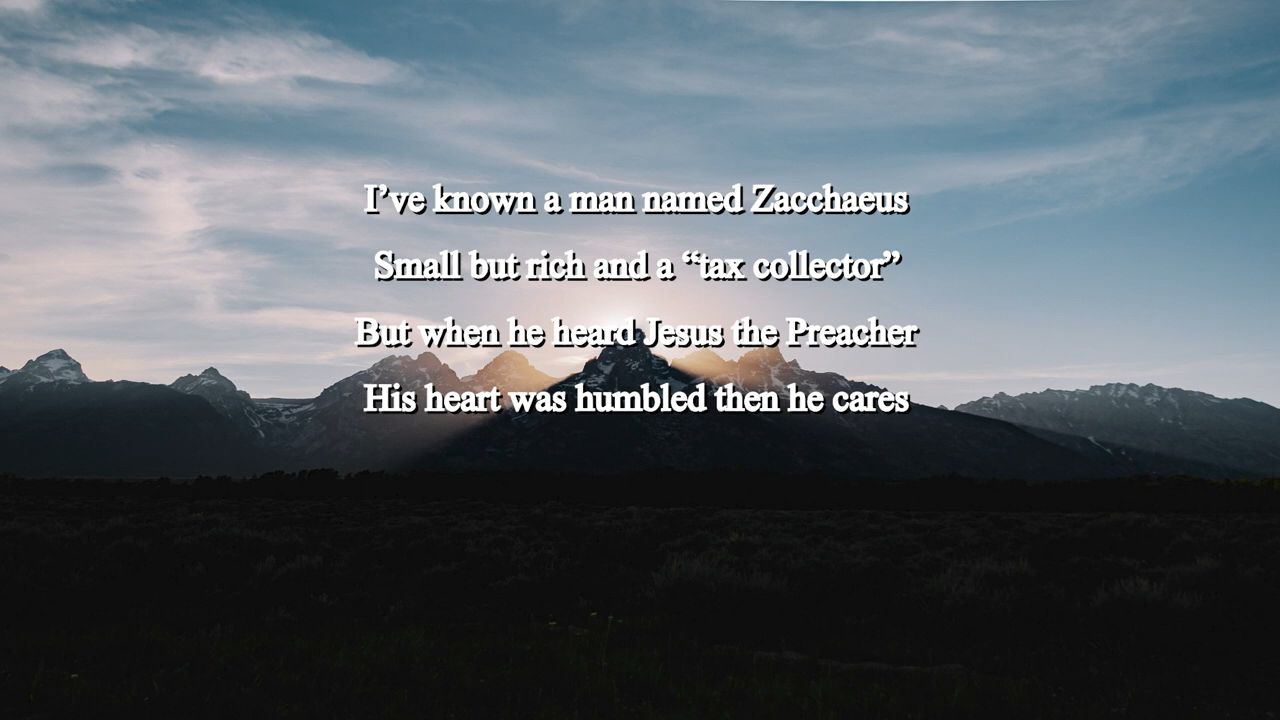 I’ve known a man named Zacchaeus
Small but rich and a “tax collector”
But when he heard Jesus the Preacher
His heart was humbled then he cares